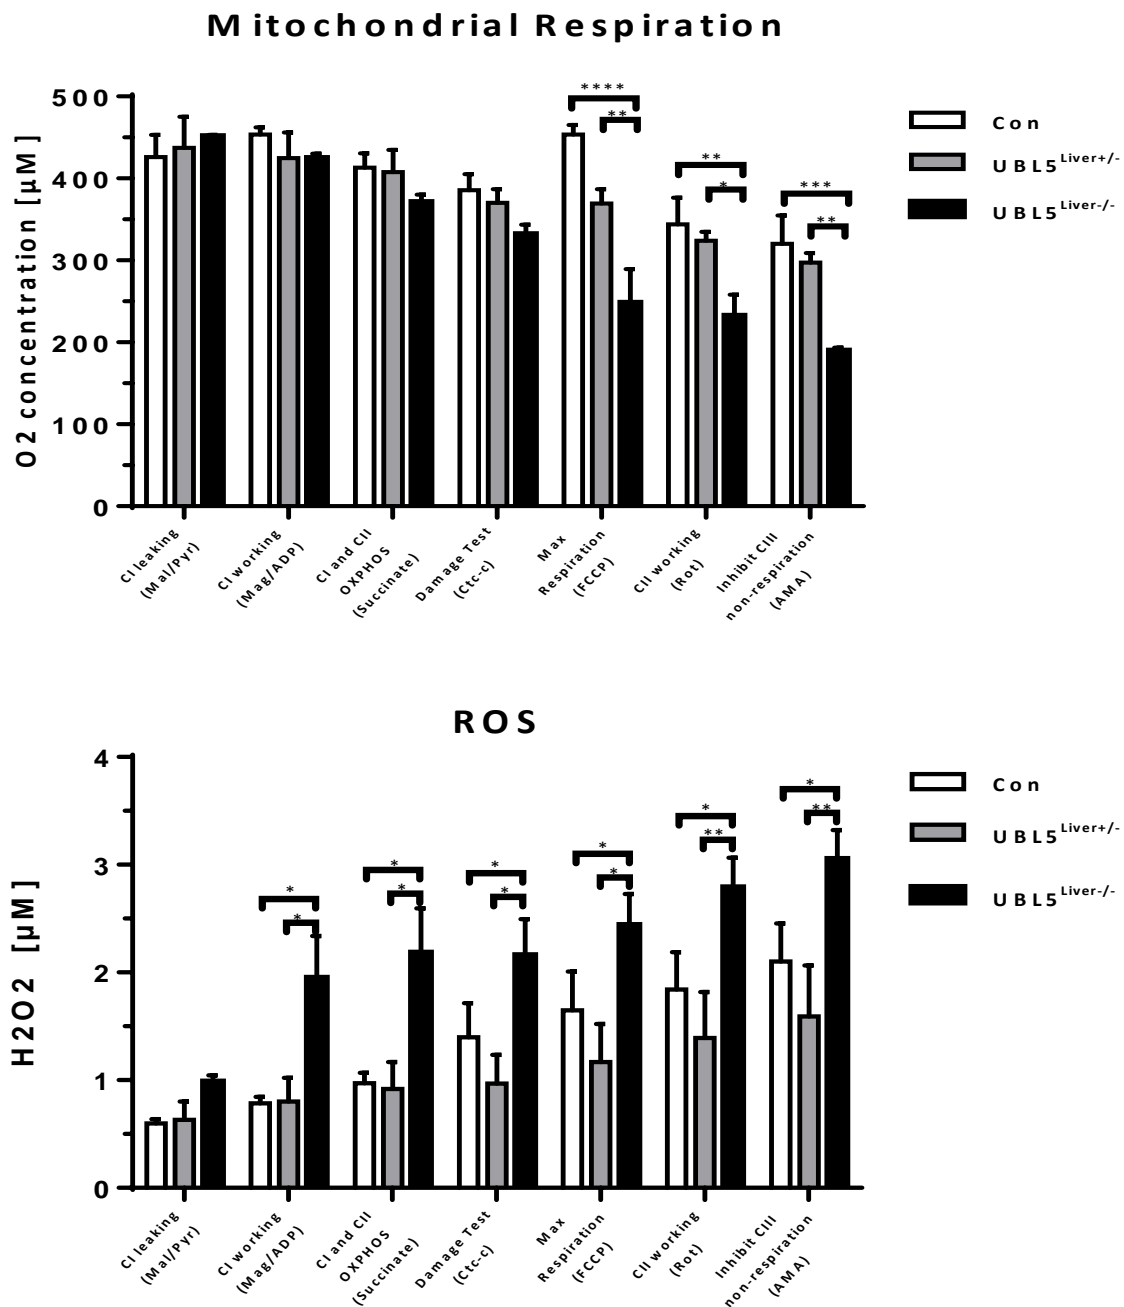 Mitochondrial Respiration
O2 concentration [µM]
500
400
300
200
100
0
****
**
**
*
***
**
Con
UBL5Liver+/-
UBL5Liver-/-
CI leaking
(Mal/Pyr)
CI working
(Mag/ADP)
CI and CII
OXPHOS
(Succinate)
Damage Test
(Ctc-c)
Max
Respiration
(FCCP)
CII working
(Rot)
Inhibit CIII
non-respiration
(AMA)
ROS
H2O2 [µM]
4
3
2
1
0
*
*
*
*
*
*
*
*
*
**
*
**
Con
UBL5Liver+/-
UBL5Liver-/-
CI leaking
(Mal/Pyr)
CI working
(Mag/ADP)
CI and CII
OXPHOS
(Succinate)
Damage Test
(Ctc-c)
Max
Respiration
(FCCP)
CII working
(Rot)
Inhibit CIII
non-respiration
(AMA)